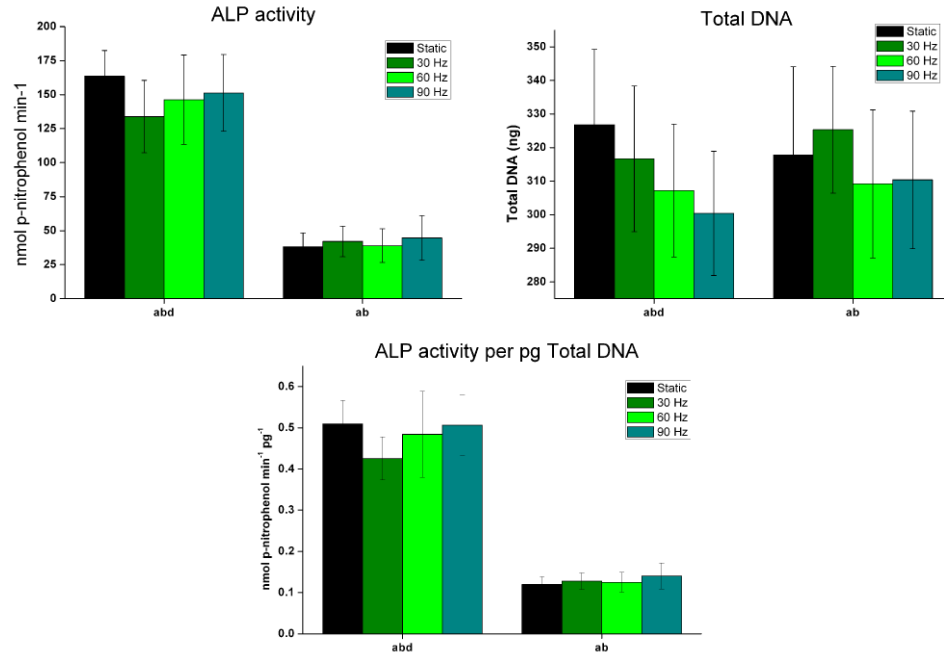 ALP activity
nmol p-nitrophenol min-1
200
175
150
125
100
75
50
25
0
Static
30 Hz
60 Hz
90 Hz
abd
ab
Total DNA
Total DNA (ng)
350
340
330
320
310
300
290
280
Static
30 Hz
60 Hz
90 Hz
abd
ab
ALP activity per pg Total DNA
nmol p-nitrophenol min⁻¹ pg⁻¹
0.6
0.5
0.4
0.3
0.2
0.1
0.0
Static
30 Hz
60 Hz
90 Hz
abd
ab